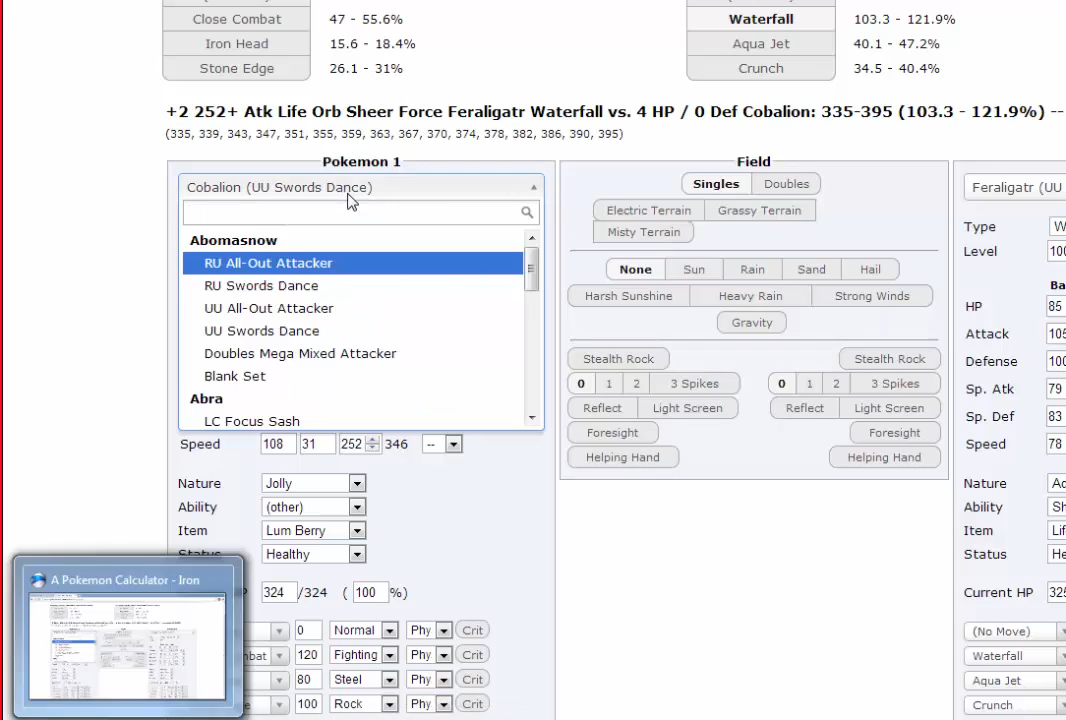 Close Combat 47 - 55.6% Waterfall 103.3 - 121.9%
Iron Head 15.6 - 18.4% Aqua Jet 40.1 - 47.2%
Stone Edge 26.1 - 31% Crunch 34.5 - 40.4%
+2 252+ Atk Life Orb Sheer Force Feraligatr Waterfall vs. 4 HP / 0 Def Cobalion: 335-395 (103.3 - 121.9%) --
(335, 339, 343, 347, 351, 355, 359, 363, 367, 370, 374, 378, 382, 386, 390, 395)
Pokemon 1
Cobalion (UU Swords Dance)
Abomasnow
RU All-Out Attacker
RU Swords Dance
UU All-Out Attacker
UU Swords Dance
Doubles Mega Mixed Attacker
Blank Set
Abra
LC Focus Sash
Speed 108 31 252 346 --
Nature Jolly
Ability (other)
Item Lum Berry
Status Healthy
324 /324 ( 100 %)
0 Normal Phy Crit
120 Fighting Phy Crit
80 Steel Phy Crit
100 Rock Phy Crit
Field
Singles Doubles
Electric Terrain Grassy Terrain
Misty Terrain
None Sun Rain Sand Hail
Harsh Sunshine Heavy Rain Strong Winds
Gravity
Stealth Rock Stealth Rock
0 1 2 3 Spikes 0 1 2 3 Spikes
Reflect Light Screen Reflect Light Screen
Foresight Foresight
Helping Hand Helping Hand
Feraligatr (UU
Type W
Level 100
Ba
HP 85
Attack 105
Defense 100
Sp. Atk 79
Sp. Def 83
Speed 78
Nature Ad
Ability Sh
Item Lif
Status He
Current HP 325
(No Move)
Waterfall
Aqua Jet
Crunch
A Pokemon Calculator - Iron